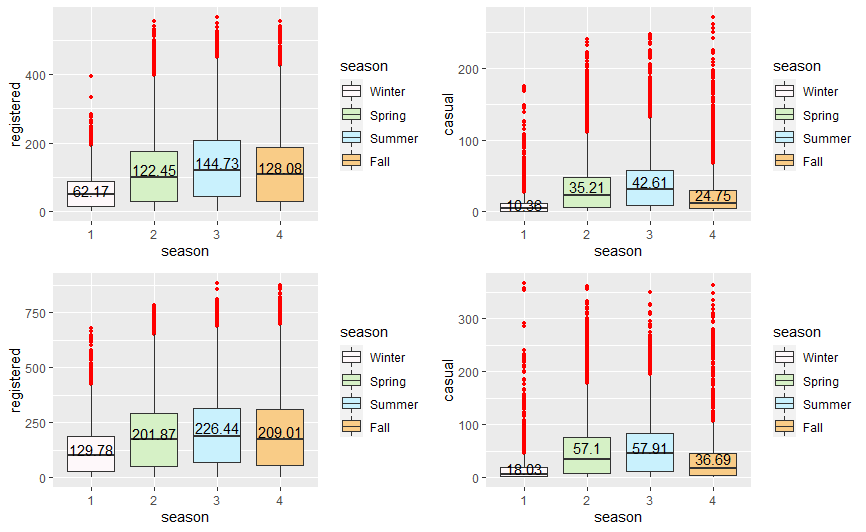 registered
400
200
0
62.17
122.45
144.73
128.08
1 2 3 4
season
season
Winter
Spring
Summer
Fall
casual
200
100
0
10.36
35.21
42.61
24.75
1 2 3 4
season
season
Winter
Spring
Summer
Fall
registered
750
500
250
0
129.78
201.87
226.44
209.01
1 2 3 4
season
season
Winter
Spring
Summer
Fall
casual
300
200
100
0
18.03
57.1
57.91
36.69
1 2 3 4
season
season
Winter
Spring
Summer
Fall